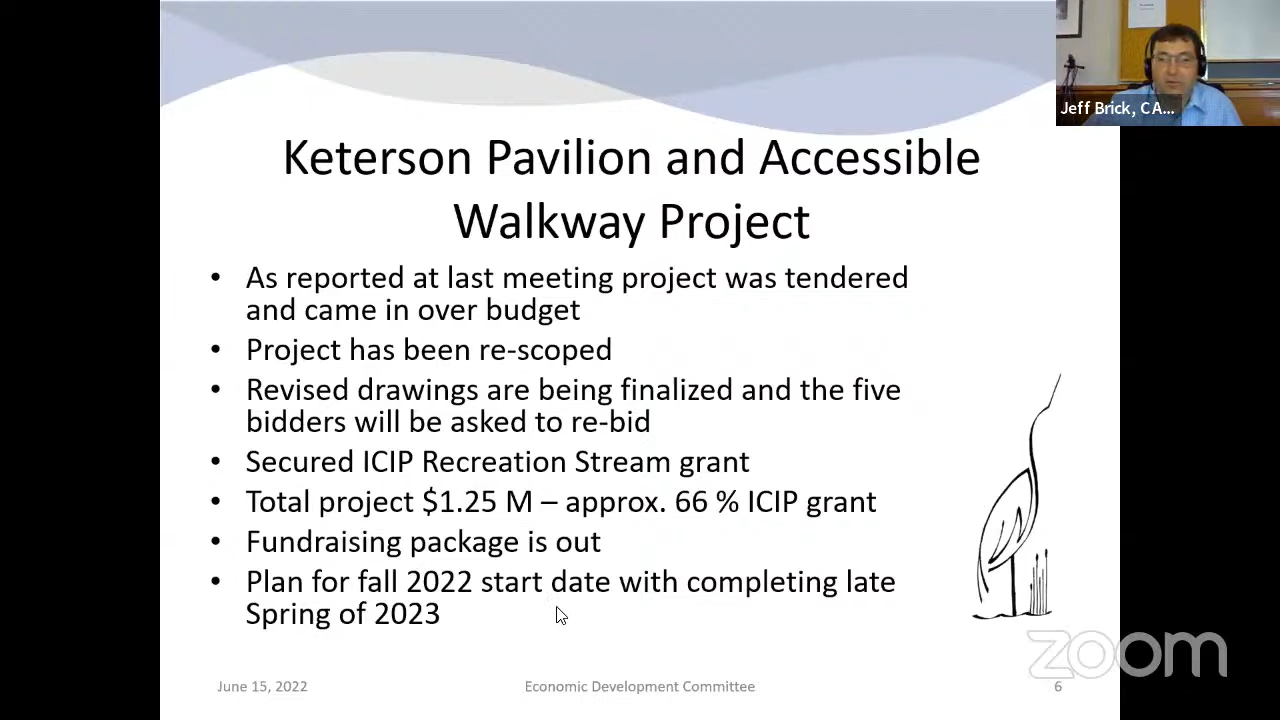 Jeff Brick, CA...
Keterson Pavilion and Accessible
Walkway Project
• As reported at last meeting project was tendered
and came in over budget
• Project has been re-scoped
• Revised drawings are being finalized and the five
bidders will be asked to re-bid
• Secured ICIP Recreation Stream grant
• Total project $1.25 M – approx. 66 % ICIP grant
• Fundraising package is out
• Plan for fall 2022 start date with completing late
Spring of 2023
zoom
June 15, 2022
Economic Development Committee
6